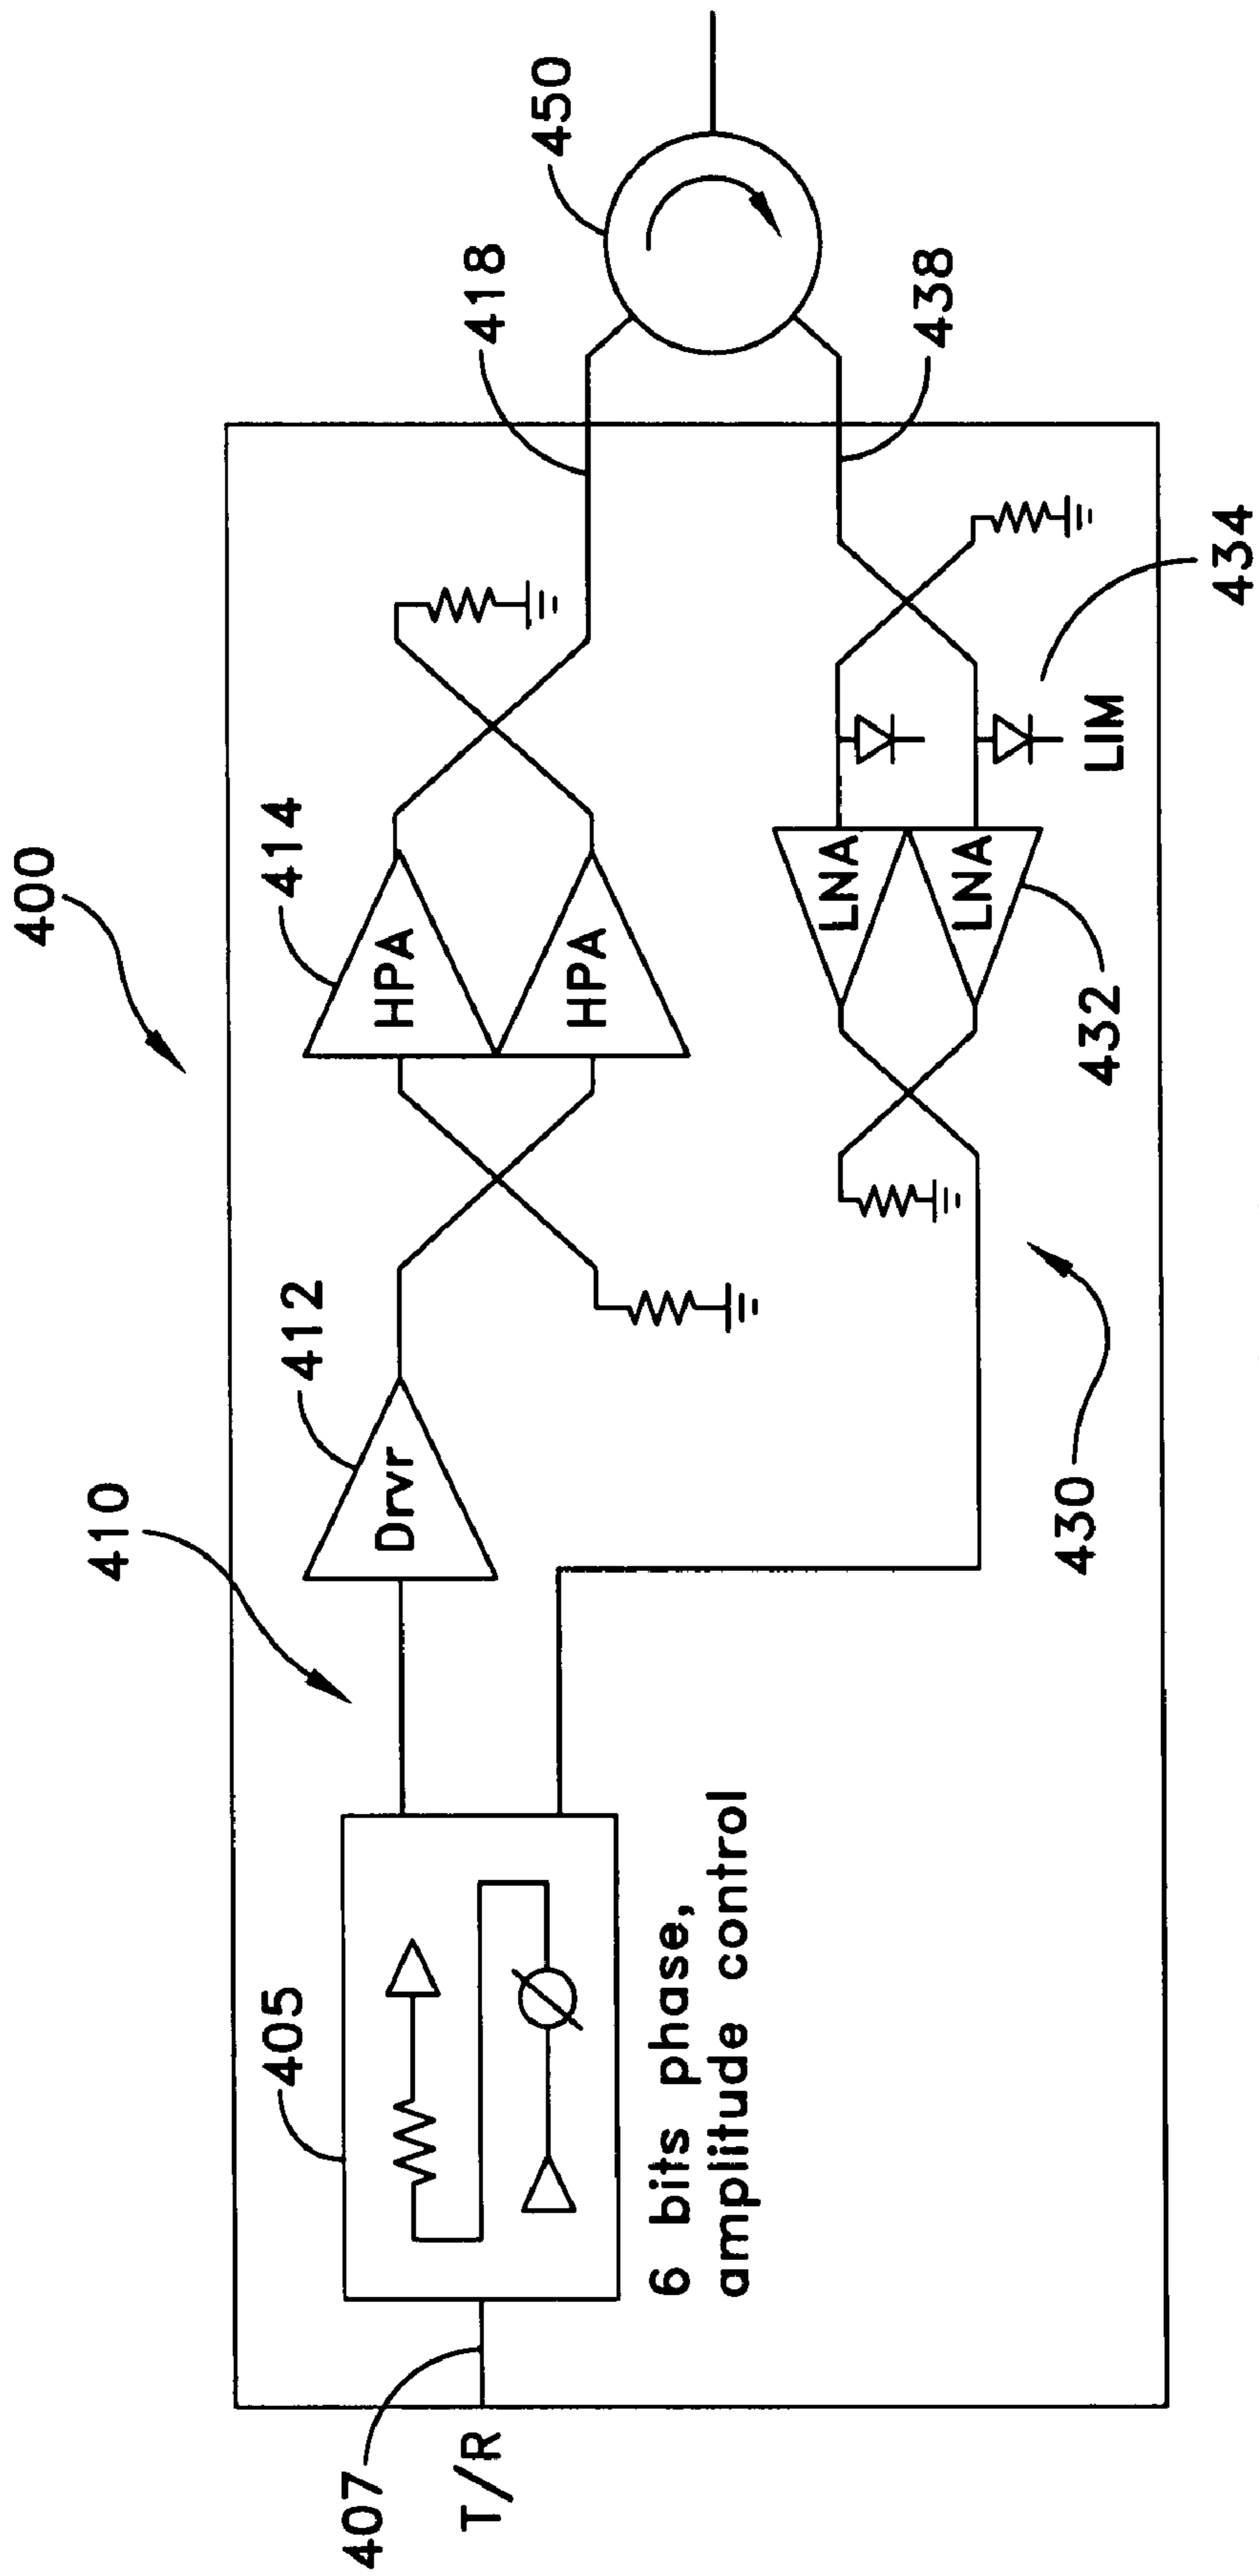 400
410
405
407
T/R
6 bits phase,
amplitude control
412
Drvr
414
HPA
HPA
418
450
438
LNA
LNA
432
LIM
434
430